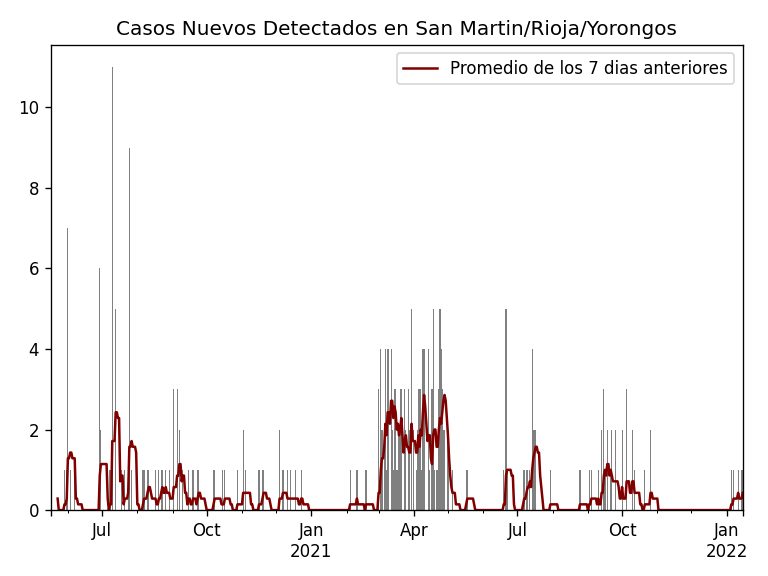 Casos Nuevos Detectados en San Martin/Rioja/Yorongos
Promedio de los 7 dias anteriores
10
8
6
4
2
0
Jul Oct Jan Apr Jul Oct Jan
2021 2022